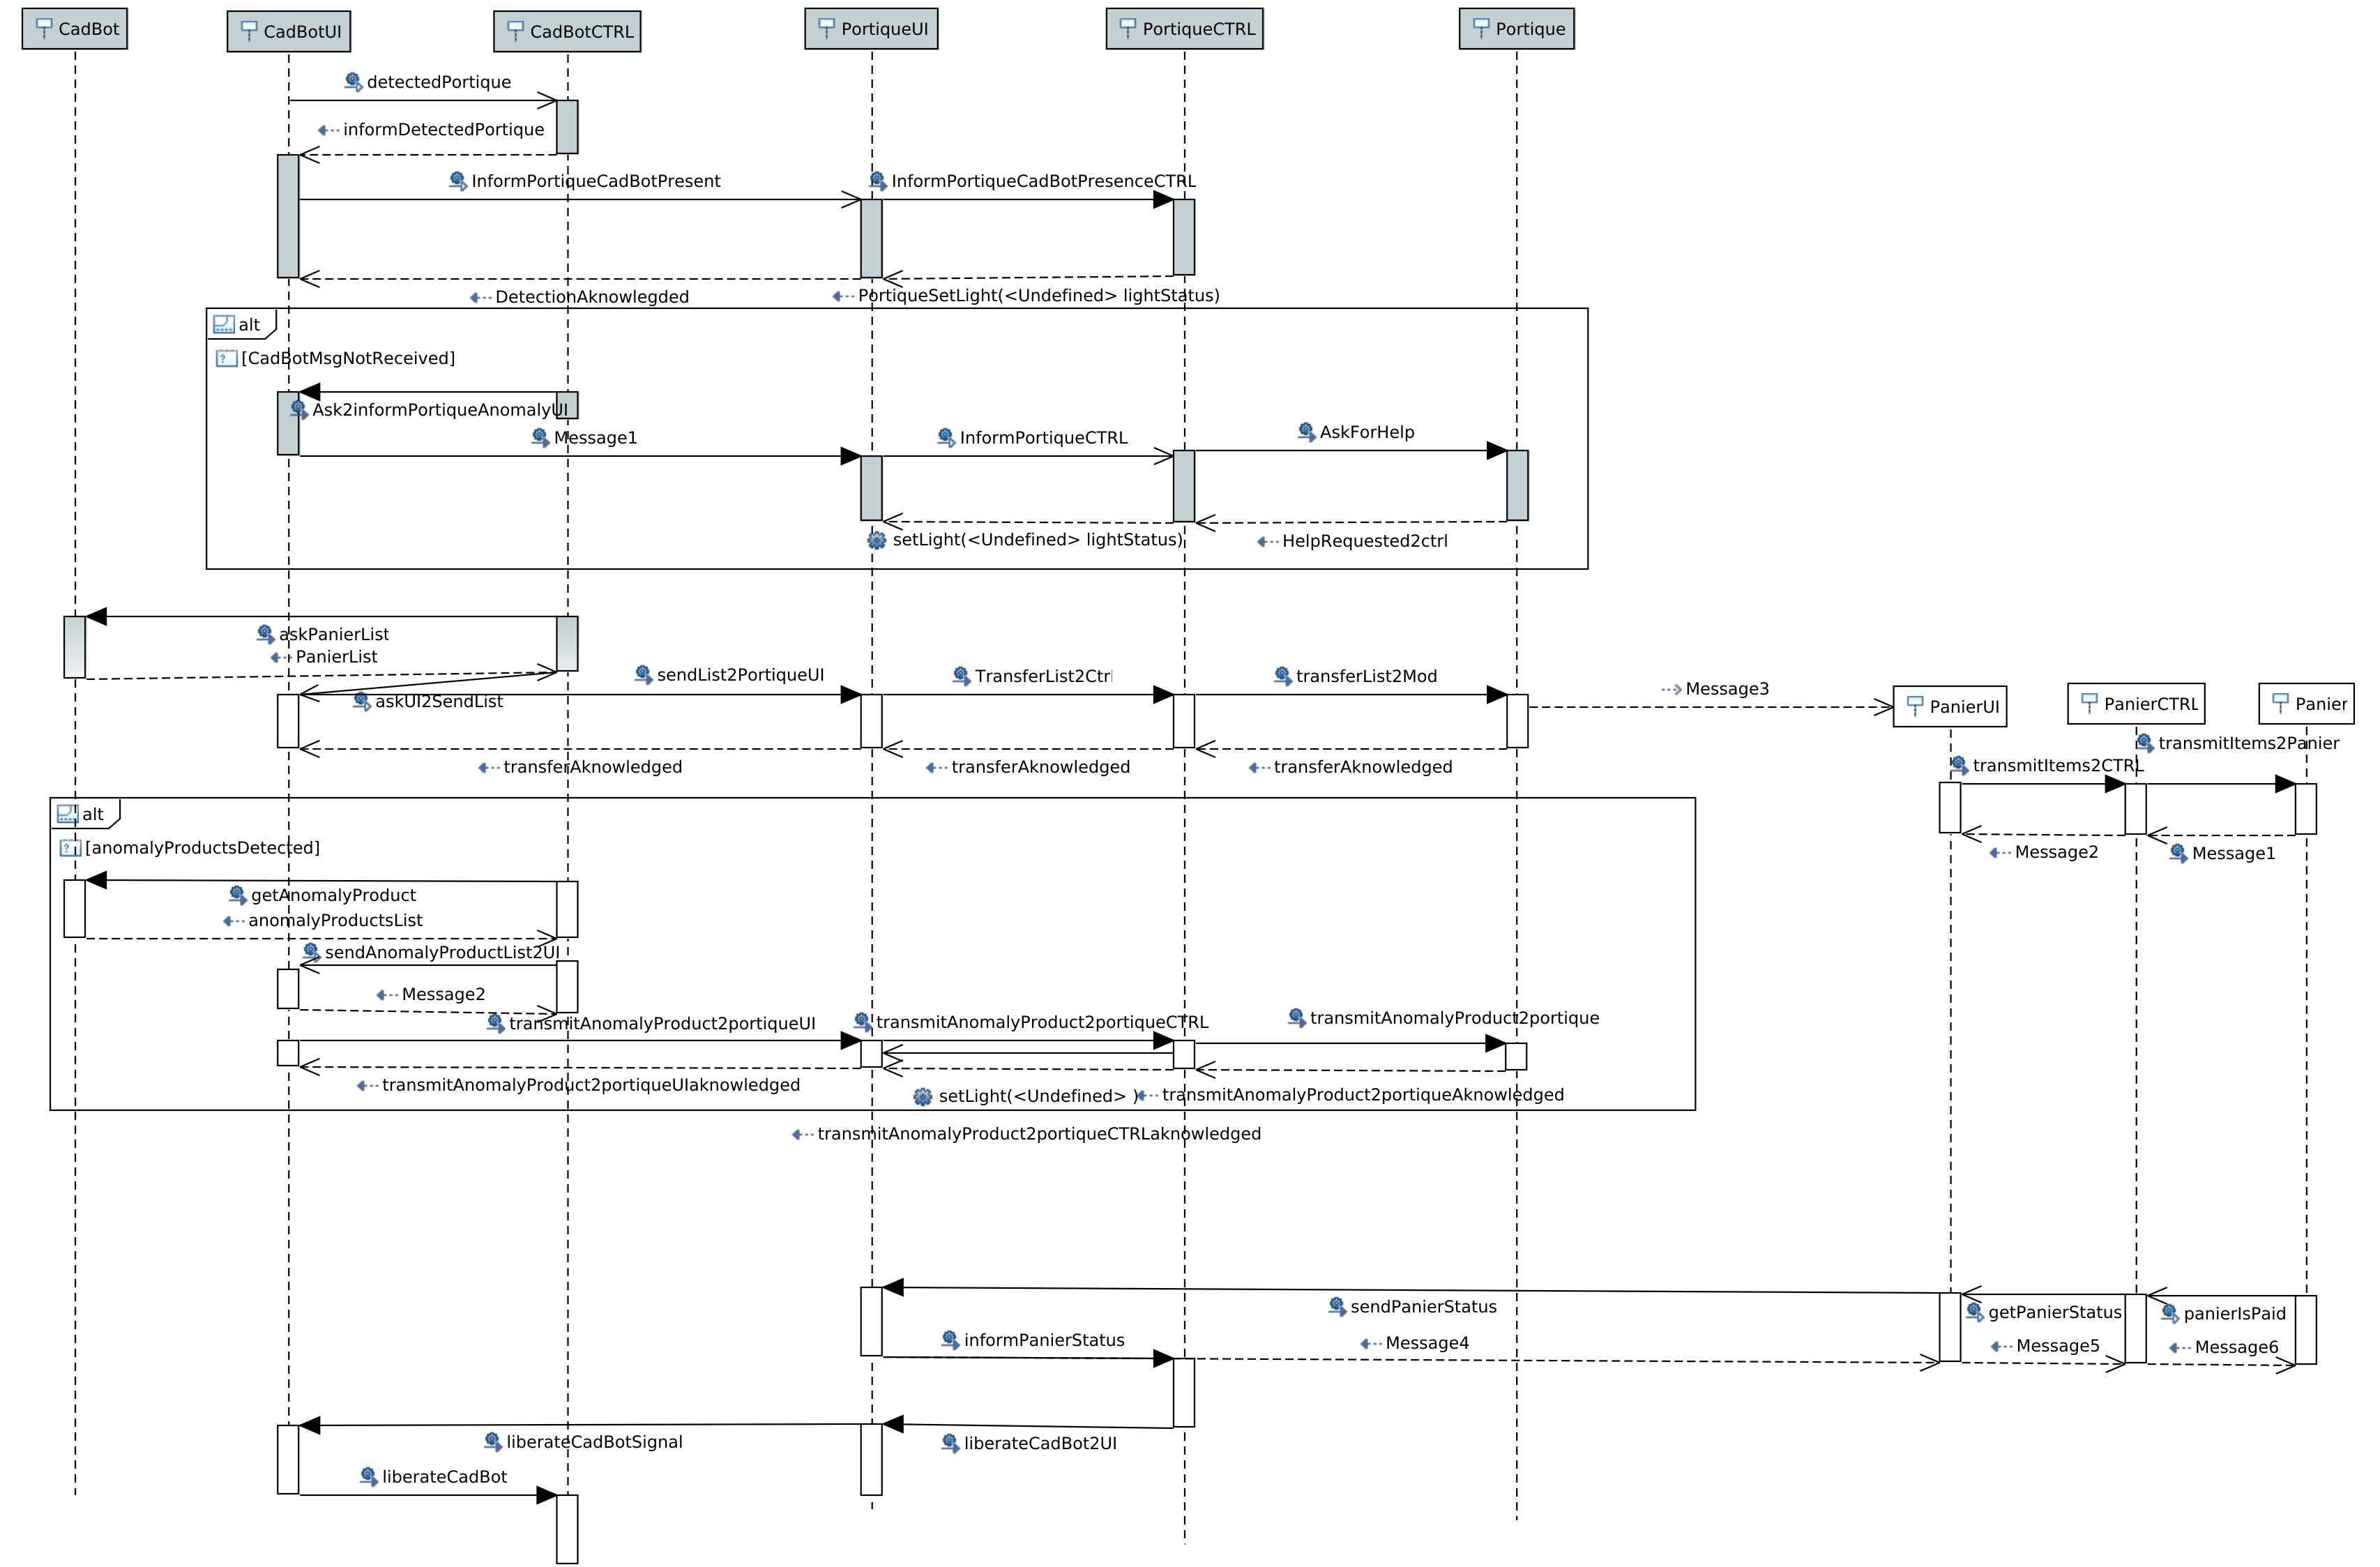 CadBot
CadBotUI
CadBotCTRL
PortiqueUI
PortiqueCTRL
Portique
detectedPortique
informDetectedPortique
InformPortiqueCadBotPresent
InformPortiqueCadBotPresenceCTRL
DetectionAknowlegded
PortiqueSetLight(<Undefined> lightStatus)
alt
[CadBotMsgNotReceived]
Ask2informPortiqueAnomalyUI
Message1
InformPortiqueCTRL
AskForHelp
setLight(<Undefined> lightStatus)
HelpRequested2ctrl
askPanierList
PanierList
askUI2SendList
sendList2PortiqueUI
TransferList2Ctrl
transferList2Mod
Message3
PanierUI
PanierCTRL
Panier
transferAknowledged
transferAknowledged
transferAknowledged
transmitItems2CTRL
transmitItems2Panier
Message2
Message1
alt
[anomalyProductsDetected]
getAnomalyProduct
anomalyProductsList
sendAnomalyProductList2UI
Message2
transmitAnomalyProduct2portiqueUI
transmitAnomalyProduct2portiqueCTRL
transmitAnomalyProduct2portique
transmitAnomalyProduct2portiqueUIaknowledged
setLight(<Undefined> )
transmitAnomalyProduct2portiqueAknowledged
transmitAnomalyProduct2portiqueCTRLaknowledged
sendPanierStatus
getPanierStatus
panierIsPaid
informPanierStatus
Message4
Message5
Message6
liberateCadBotSignal
liberateCadBot2UI
liberateCadBot